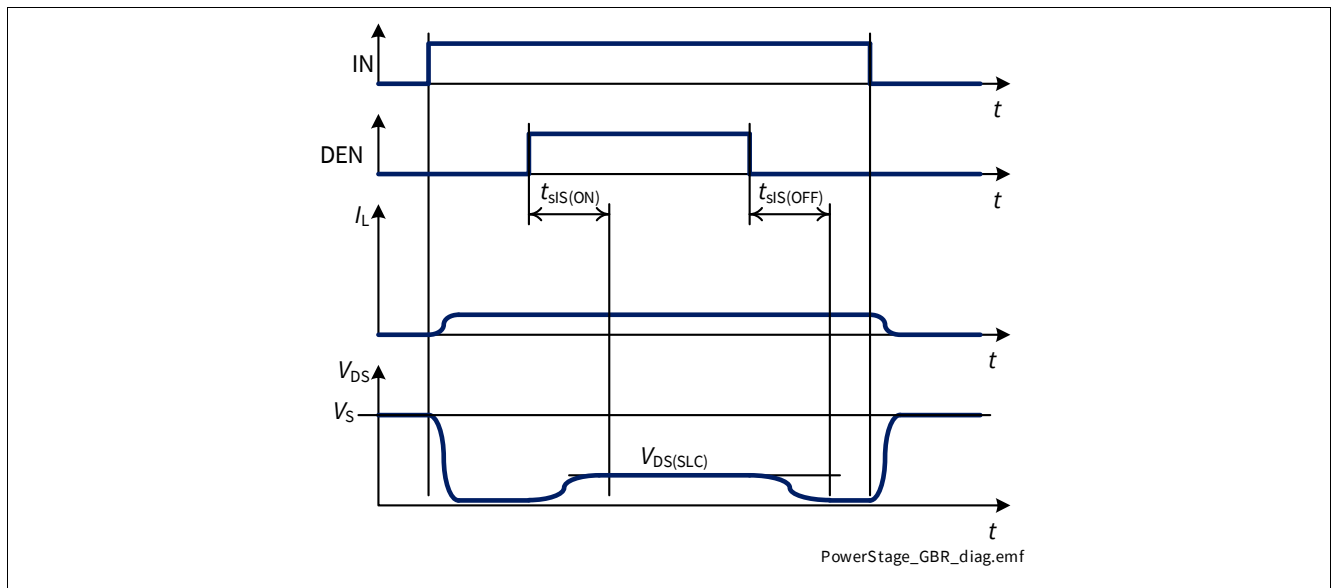 IN
t
DEN
t
tsIS(ON)
tsIS(OFF)
IL
t
VDS
VS
VDS(SLC)
t
PowerStage_GBR_diag.emf